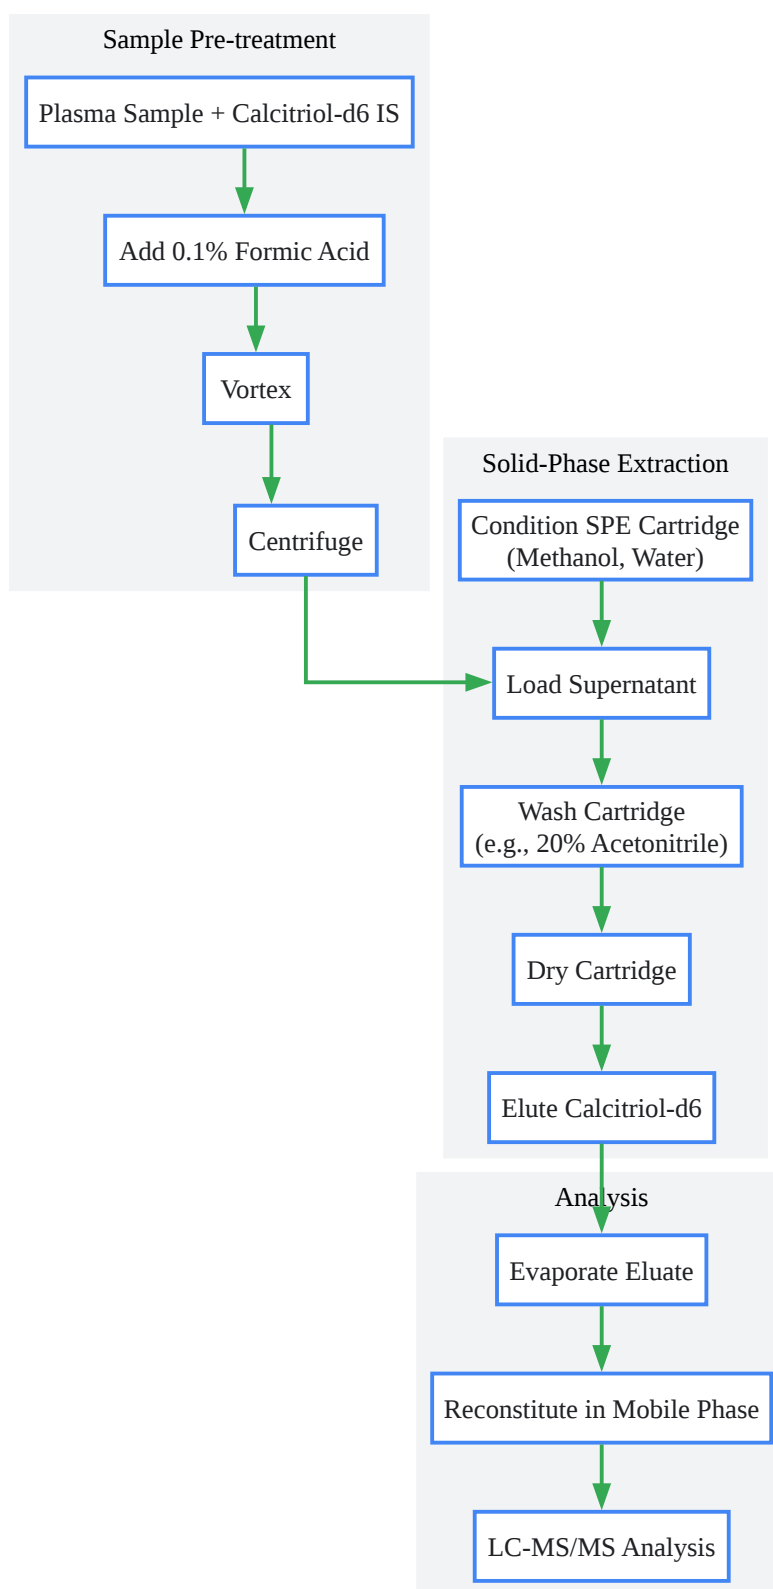 Sample Pre-treatment
Plasma Sample + Calcitriol-d6 IS
Add 0.1% Formic Acid
Vortex
Centrifuge
Solid-Phase Extraction
Condition SPE Cartridge
(Methanol, Water)
Load Supernatant
Wash Cartridge
(e.g., 20% Acetonitrile)
Dry Cartridge
Elute Calcitriol-d6
Analysis
Evaporate Eluate
Reconstitute in Mobile Phase
LC-MS/MS Analysis